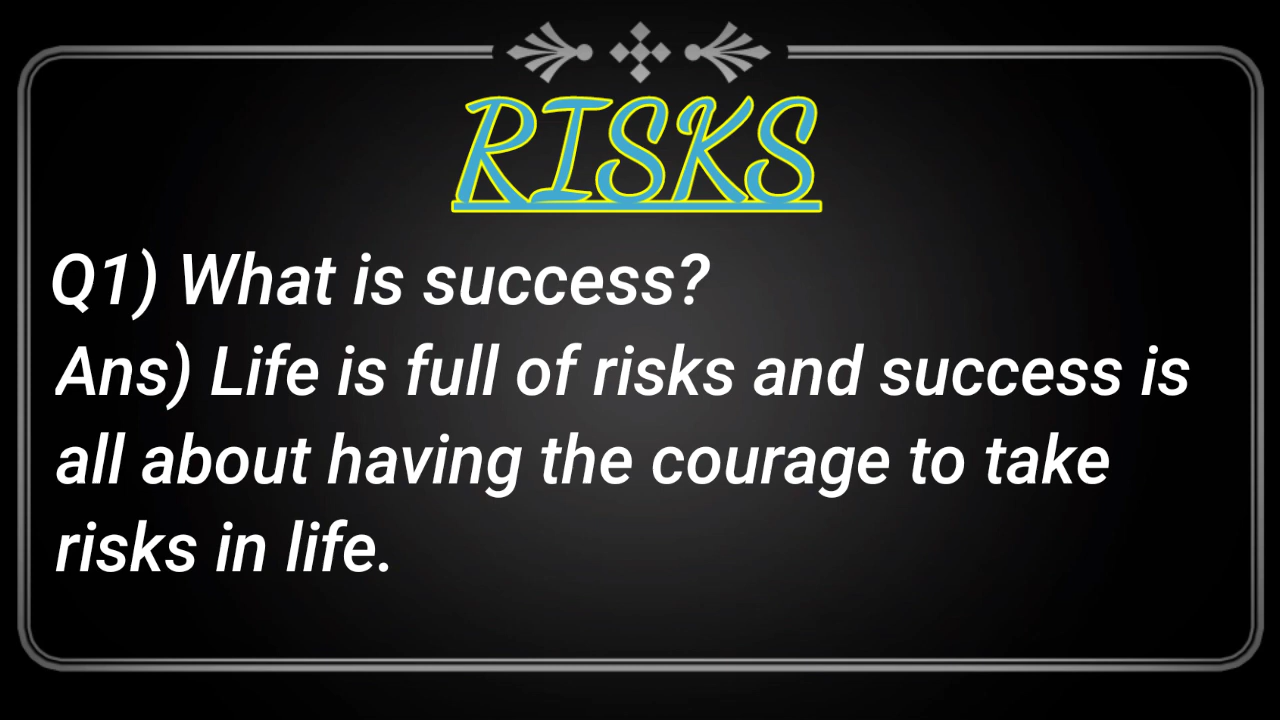 RISKS
Q1) What is success?
Ans) Life is full of risks and success is
all about having the courage to take
risks in life.